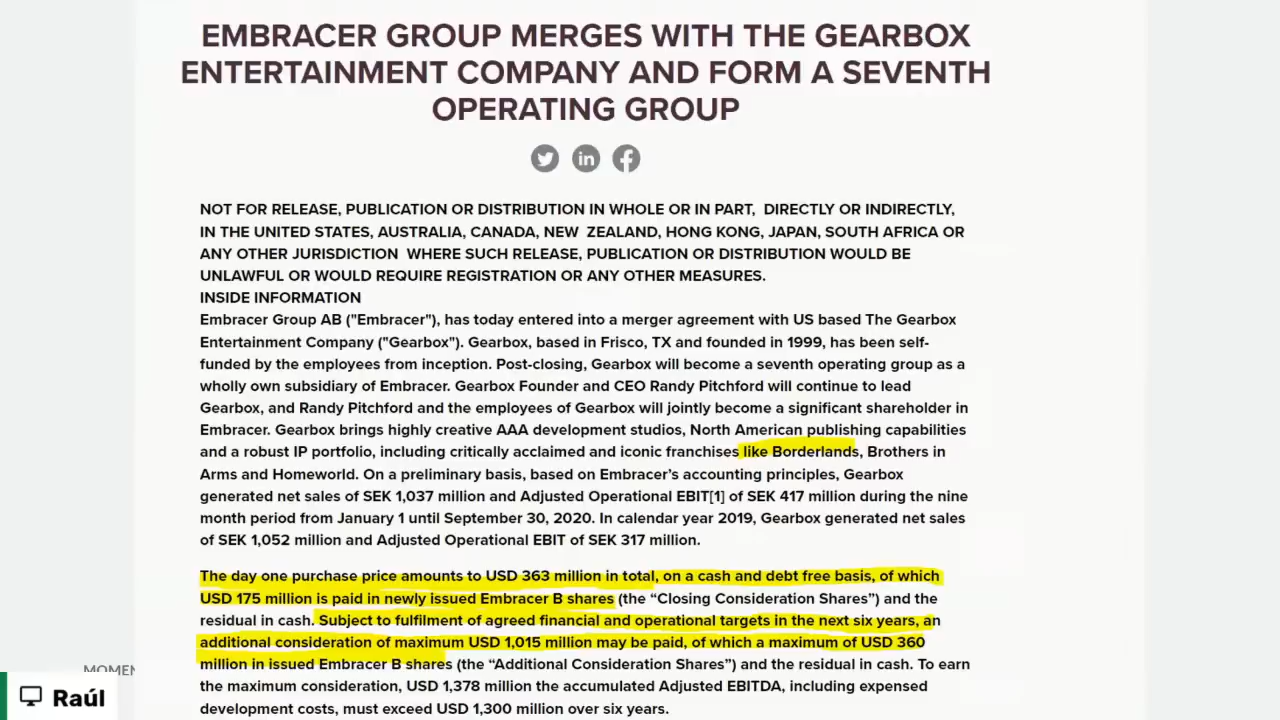 EMBRACER GROUP MERGES WITH THE GEARBOX
ENTERTAINMENT COMPANY AND FORM A SEVENTH
OPERATING GROUP
NOT FOR RELEASE, PUBLICATION OR DISTRIBUTION IN WHOLE OR IN PART, DIRECTLY OR INDIRECTLY,
IN THE UNITED STATES, AUSTRALIA, CANADA, NEW ZEALAND, HONG KONG, JAPAN, SOUTH AFRICA OR
ANY OTHER JURISDICTION WHERE SUCH RELEASE, PUBLICATION OR DISTRIBUTION WOULD BE
UNLAWFUL OR WOULD REQUIRE REGISTRATION OR ANY OTHER MEASURES.
INSIDE INFORMATION
Embracer Group AB ("Embracer"), has today entered into a merger agreement with US based The Gearbox
Entertainment Company ("Gearbox"). Gearbox, based in Frisco, TX and founded in 1999, has been self-
funded by the employees from inception. Post-closing, Gearbox will become a seventh operating group as a
wholly own subsidiary of Embracer. Gearbox Founder and CEO Randy Pitchford will continue to lead
Gearbox, and Randy Pitchford and the employees of Gearbox will jointly become a significant shareholder in
Embracer. Gearbox brings highly creative AAA development studios, North American publishing capabilities
and a robust IP portfolio, including critically acclaimed and iconic franchises like Borderlands, Brothers in
Arms and Homeworld. On a preliminary basis, based on Embracer’s accounting principles, Gearbox
generated net sales of SEK 1,037 million and Adjusted Operational EBIT[1] of SEK 417 million during the nine
month period from January 1 until September 30, 2020. In calendar year 2019, Gearbox generated net sales
of SEK 1,052 million and Adjusted Operational EBIT of SEK 317 million.
The day one purchase price amounts to USD 363 million in total, on a cash and debt free basis, of which
USD 175 million is paid in newly issued Embracer B shares (the “Closing Consideration Shares”) and the
residual in cash. Subject to fulfilment of agreed financial and operational targets in the next six years, an
additional consideration of maximum USD 1,015 million may be paid, of which a maximum of USD 360
million in issued Embracer B shares (the “Additional Consideration Shares”) and the residual in cash. To earn
the maximum consideration, USD 1,378 million the accumulated Adjusted EBITDA, including expensed
development costs, must exceed USD 1,300 million over six years.
MOMEN
Raúl